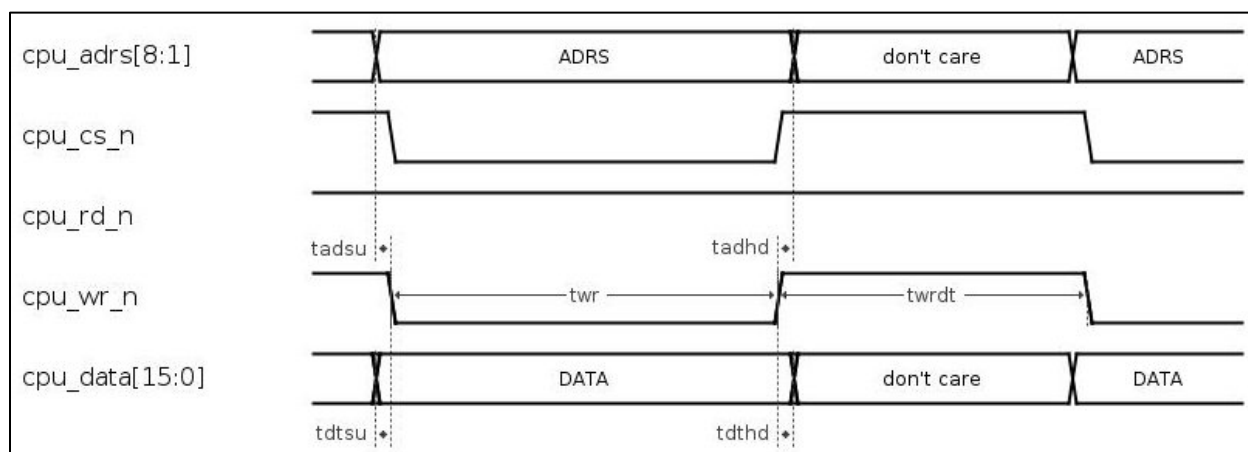 cpu_adrs[8:1] ADRS don't care ADRS
cpu_cs_n
cpu_rd_n
tadsu tadhd
cpu_wr_n twr twrdt
cpu_data[15:0] DATA don't care DATA
tdtsu tdthd